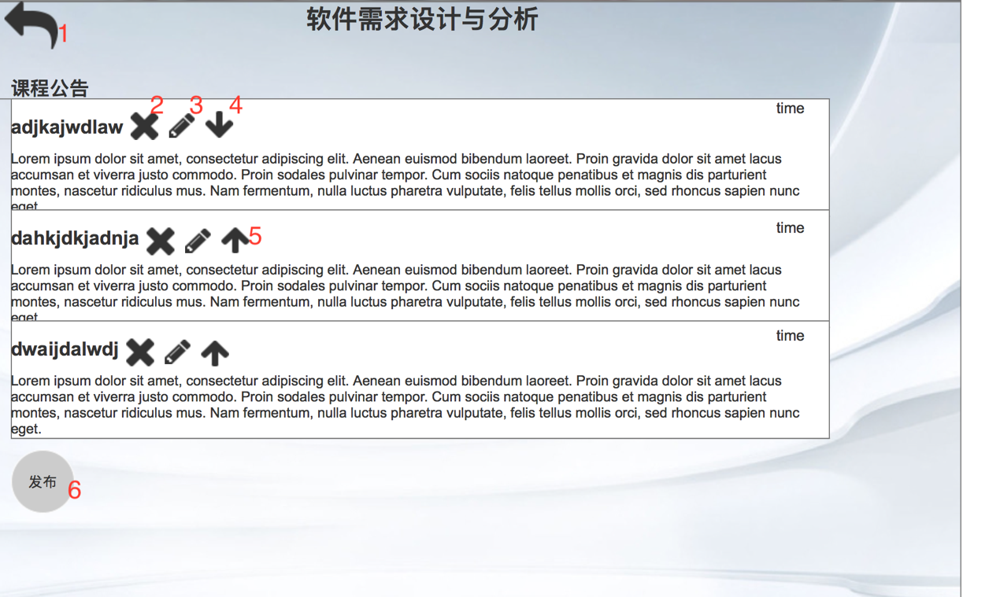 软件需求设计与分析
1
课程公告
2 3 4
time
adjkajwdlaw
Lorem ipsum dolor sit amet, consectetur adipiscing elit. Aenean euismod bibendum laoreet. Proin gravida dolor sit amet lacus
accumsan et viverra justo commodo. Proin sodales pulvinar tempor. Cum sociis natoque penatibus et magnis dis parturient
montes, nascetur ridiculus mus. Nam fermentum, nulla luctus pharetra vulputate, felis tellus mollis orci, sed rhoncus sapien nunc
eget.
time
dahkjdkjadnja 5
Lorem ipsum dolor sit amet, consectetur adipiscing elit. Aenean euismod bibendum laoreet. Proin gravida dolor sit amet lacus
accumsan et viverra justo commodo. Proin sodales pulvinar tempor. Cum sociis natoque penatibus et magnis dis parturient
montes, nascetur ridiculus mus. Nam fermentum, nulla luctus pharetra vulputate, felis tellus mollis orci, sed rhoncus sapien nunc
eget.
time
dwaijdalwdj
Lorem ipsum dolor sit amet, consectetur adipiscing elit. Aenean euismod bibendum laoreet. Proin gravida dolor sit amet lacus
accumsan et viverra justo commodo. Proin sodales pulvinar tempor. Cum sociis natoque penatibus et magnis dis parturient
montes, nascetur ridiculus mus. Nam fermentum, nulla luctus pharetra vulputate, felis tellus mollis orci, sed rhoncus sapien nunc
eget.
发布 6